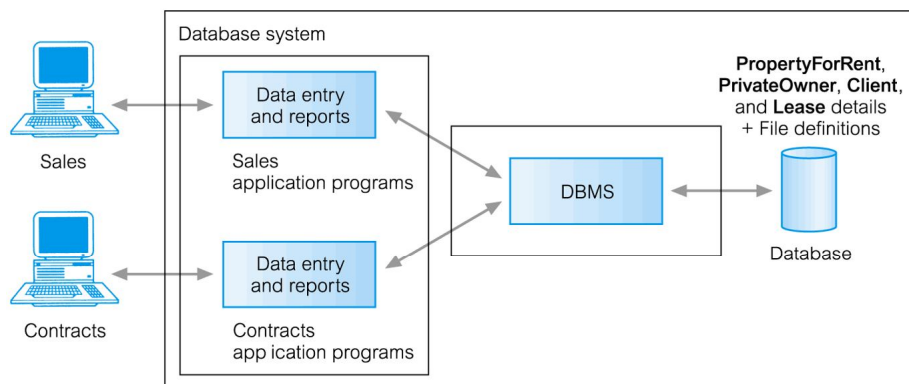 Database system
PropertyForRent,
PrivateOwner, Client,
and Lease details
+ File definitions
Data entry
and reports
Sales
Sales
application programs
DBMS
Database
Data entry
and reports
Contracts
Contracts
app ication programs